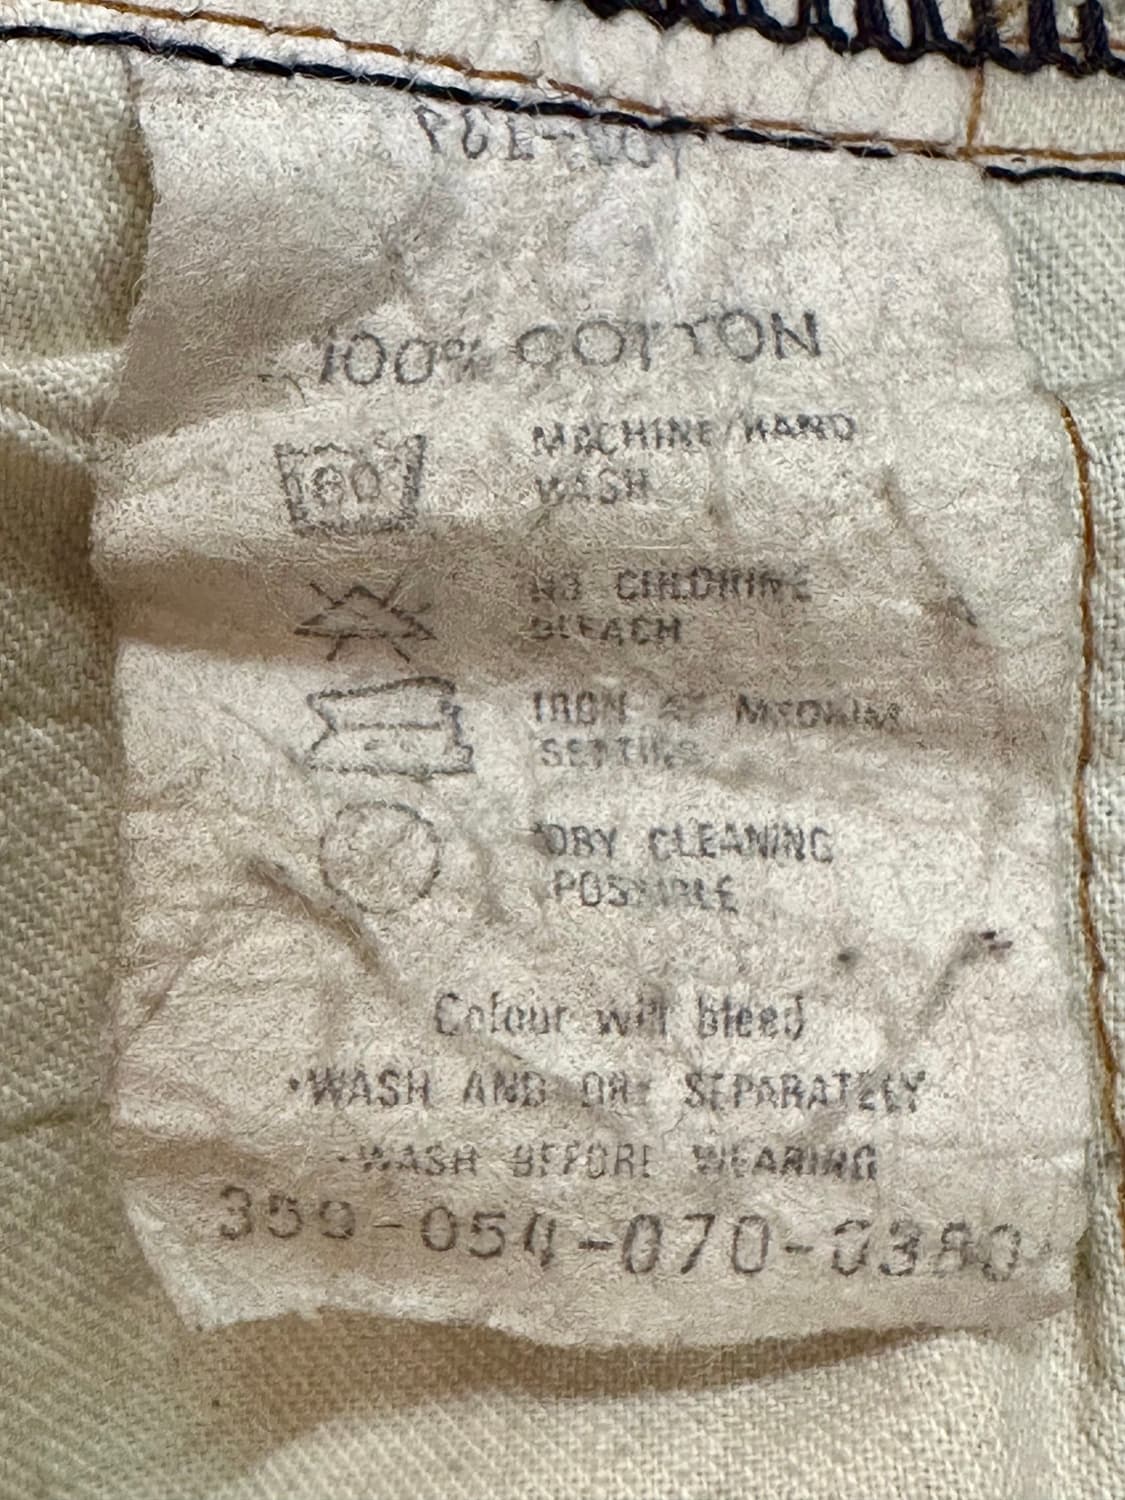 100% COTTON
60° MACHINE/HAND
WASH
NO CHLORINE
BLEACH
IRON AT MEDIUM
SETTING
DRY CLEANING
POSSIBLE
Colour will bleed
•WASH AND DRY SEPARATELY
•WASH BEFORE WEARING
359-054-070-0380